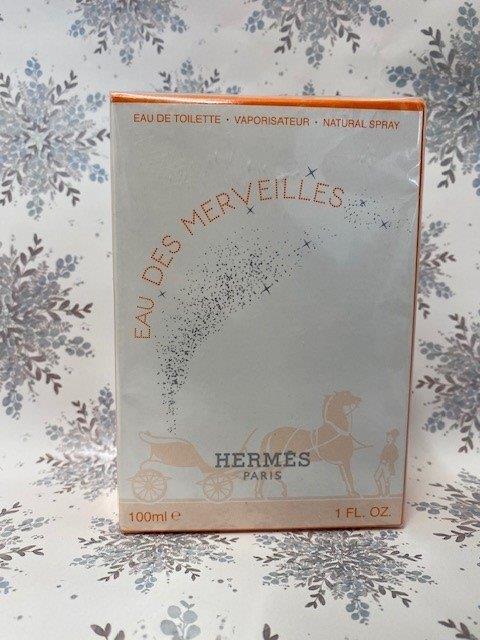 EAU DE TOILETTE · VAPORISATEUR · NATURAL SPRAY
EAU DES MERVEILLES
HERMÈS
PARIS
100ml ℮
1 FL. OZ.